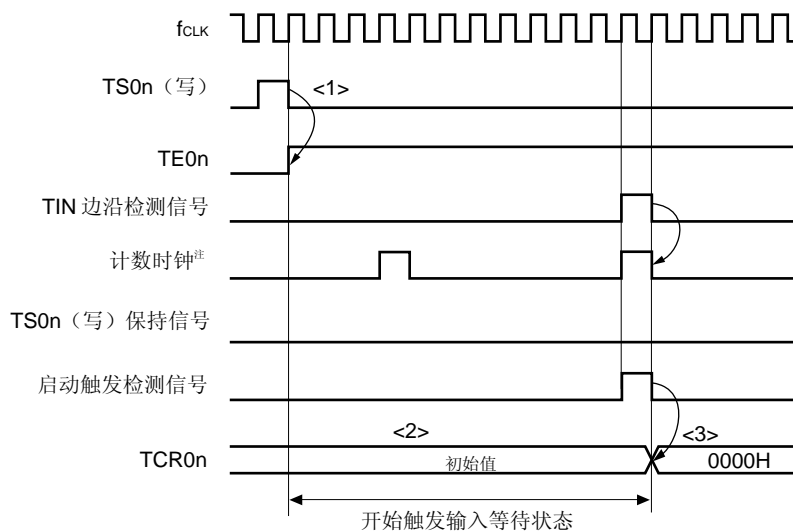 fCLK
TS0n（写）
<1>
TE0n
TIN 边沿检测信号
计数时钟注
TS0n（写）保持信号
启动触发检测信号
<2>
<3>
TCR0n
初始值
0000H
开始触发输入等待状态